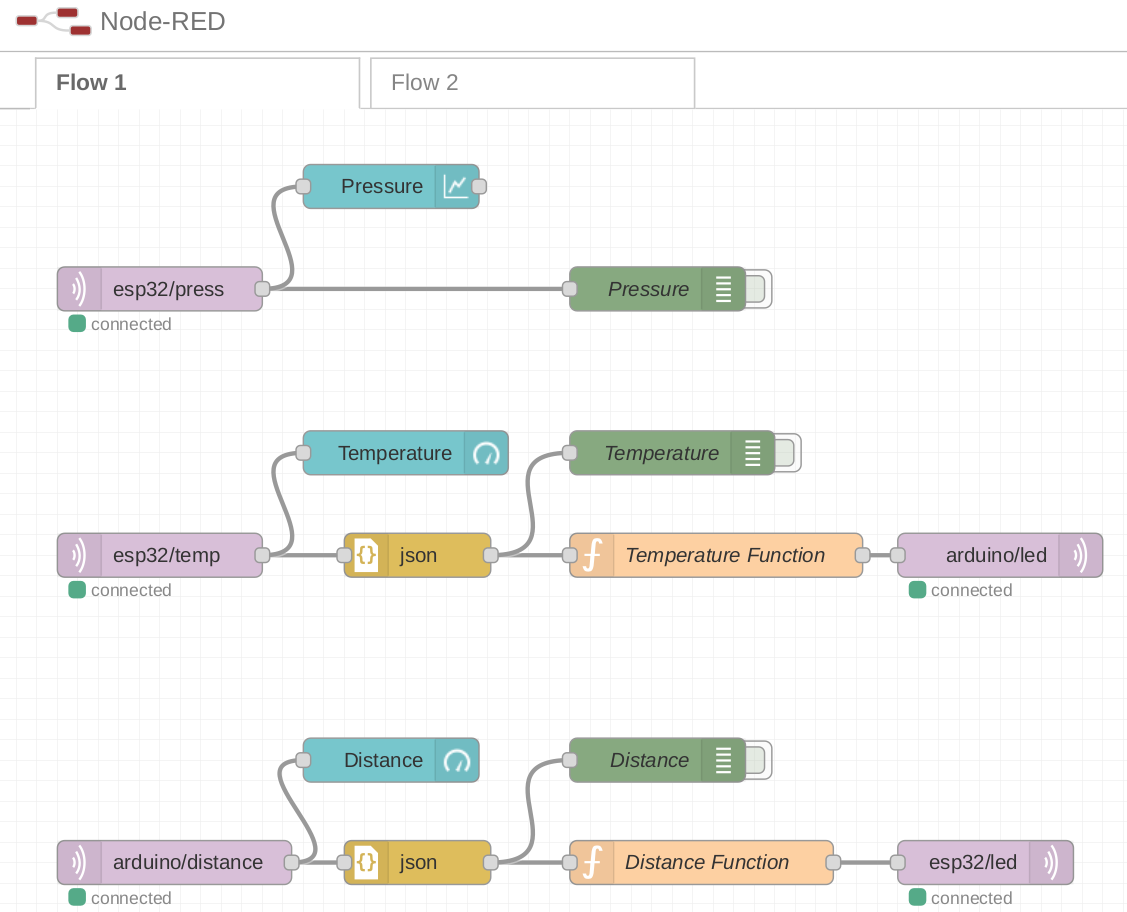 Node-RED
Flow 1
Flow 2
Pressure
esp32/press
Pressure
connected
Temperature
Temperature
esp32/temp
json
Temperature Function
arduino/led
connected
connected
Distance
Distance
arduino/distance
json
Distance Function
esp32/led
connected
connected